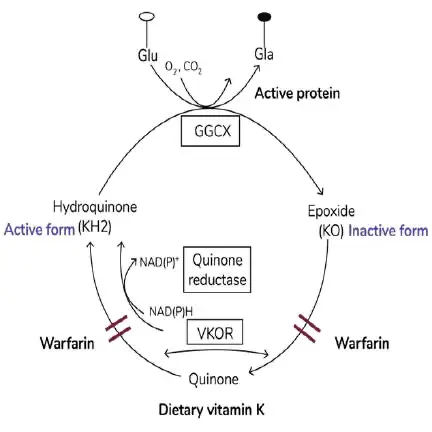 Glu
O2, CO2
Gla
Active protein
GGCX
Hydroquinone
Active form (KH2)
Epoxide
(KO) Inactive form
NAD(P)+
Quinone
reductase
NAD(P)H
VKOR
Warfarin
Warfarin
Quinone
Dietary vitamin K